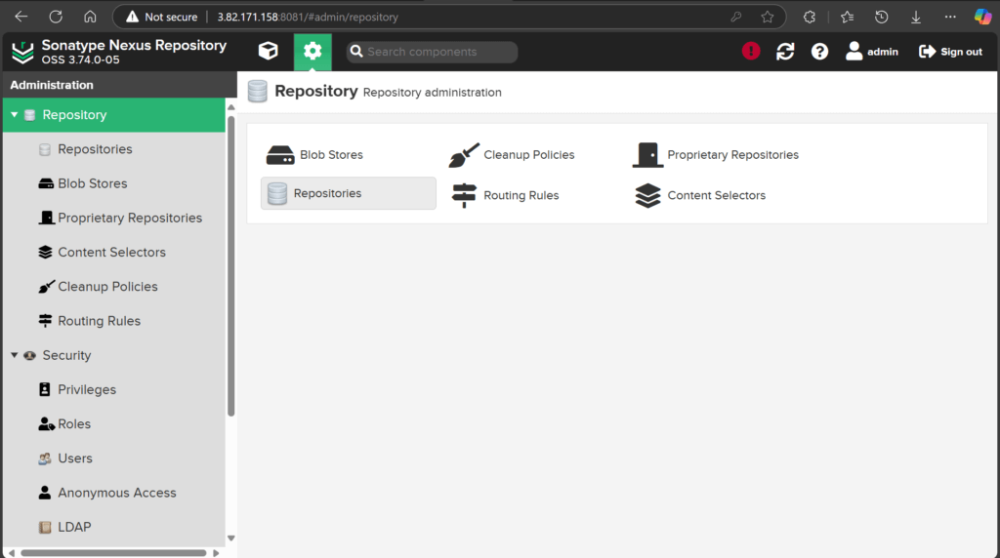 Not secure 3.82.171.158:8081/#admin/repository
Sonatype Nexus Repository
OSS 3.74.0-05
Search components
admin
Sign out
Administration
Repository
Repositories
Blob Stores
Proprietary Repositories
Content Selectors
Cleanup Policies
Routing Rules
Security
Privileges
Roles
Users
Anonymous Access
LDAP
Repository Repository administration
Blob Stores Cleanup Policies Proprietary Repositories
Repositories Routing Rules Content Selectors